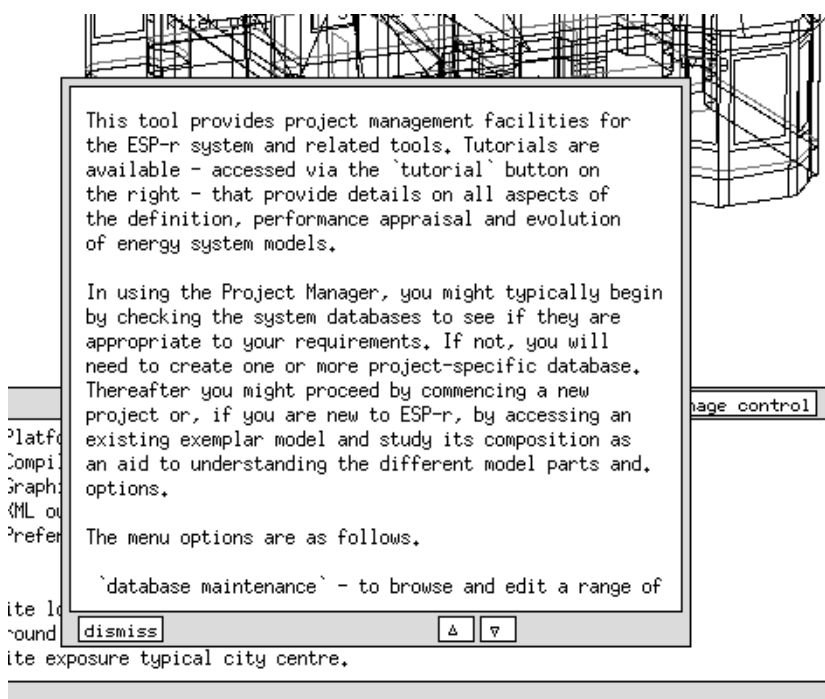 This tool provides project management facilities for
the ESP-r system and related tools. Tutorials are
available - accessed via the `tutorial` button on
the right - that provide details on all aspects of
the definition, performance appraisal and evolution
of energy system models.
In using the Project Manager, you might typically begin
by checking the system databases to see if they are
appropriate to your requirements. If not, you will
need to create one or more project-specific database.
Thereafter you might proceed by commencing a new
project or, if you are new to ESP-r, by accessing an
existing exemplar model and study its composition as
an aid to understanding the different model parts and.
options.
The menu options are as follows.
`database maintenance` - to browse and edit a range of
dismiss
control
XML
ite exposure typical city centre.